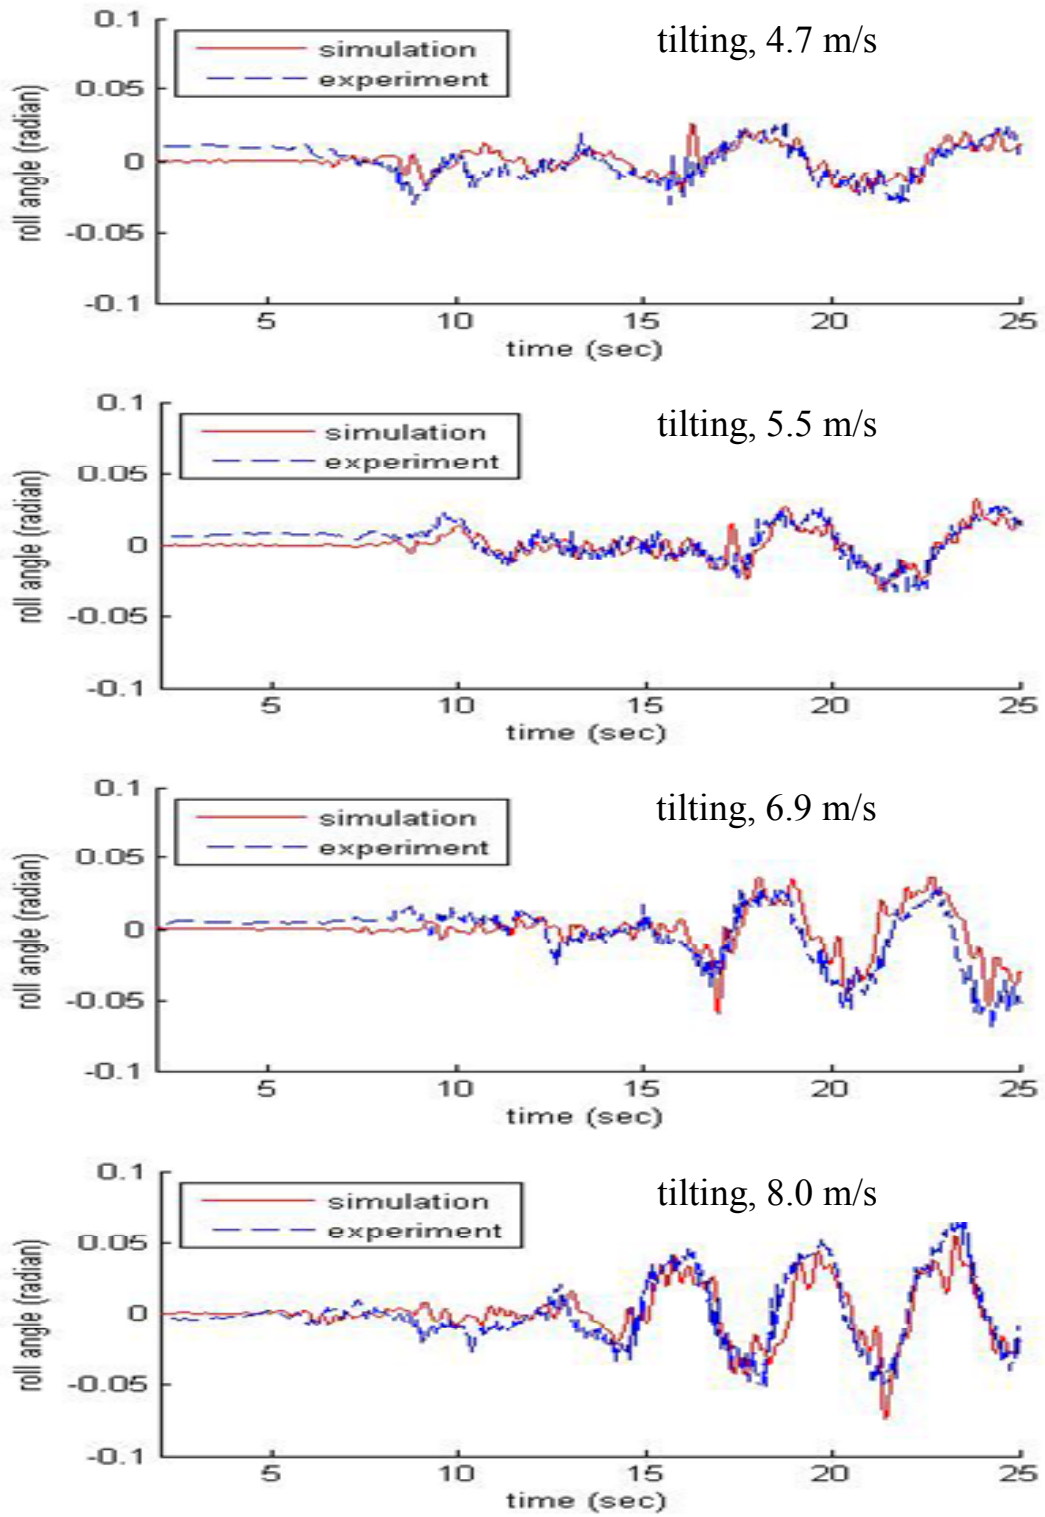 0.1
tilting, 4.7 m/s
simulation
experiment
0.05
0
-0.05
-0.1
roll angle (radian)
5 10 15 20 25
time (sec)
0.1
tilting, 5.5 m/s
simulation
experiment
0.05
0
-0.05
-0.1
roll angle (radian)
5 10 15 20 25
time (sec)
0.1
tilting, 6.9 m/s
simulation
experiment
0.05
0
-0.05
-0.1
roll angle (radian)
5 10 15 20 25
time (sec)
0.1
tilting, 8.0 m/s
simulation
experiment
0.05
0
-0.05
-0.1
roll angle (radian)
5 10 15 20 25
time (sec)